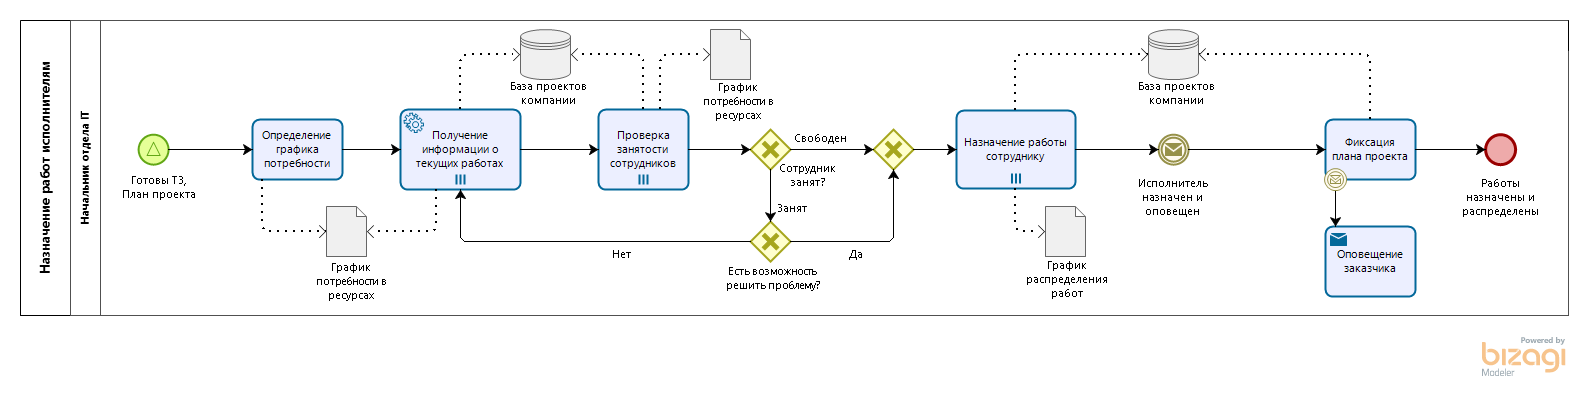 Назначение работ исполнителям
Начальник отдела IT
Готовы ТЗ,
План проекта
Определение
графика
потребности
График
потребности в
ресурсах
Получение
информации о
текущих работах
База проектов
компании
Проверка
занятости
сотрудников
График
потребности в
ресурсах
Свободен
Сотрудник
занят?
Занят
Нет
Да
Есть возможность
решить проблему?
Назначение работы
сотруднику
График
распределения
работ
База проектов
компании
Исполнитель
назначен и
оповещен
Фиксация
плана проекта
Оповещение
заказчика
Работы
назначены и
распределены
Powered by
bizagi
Modeler